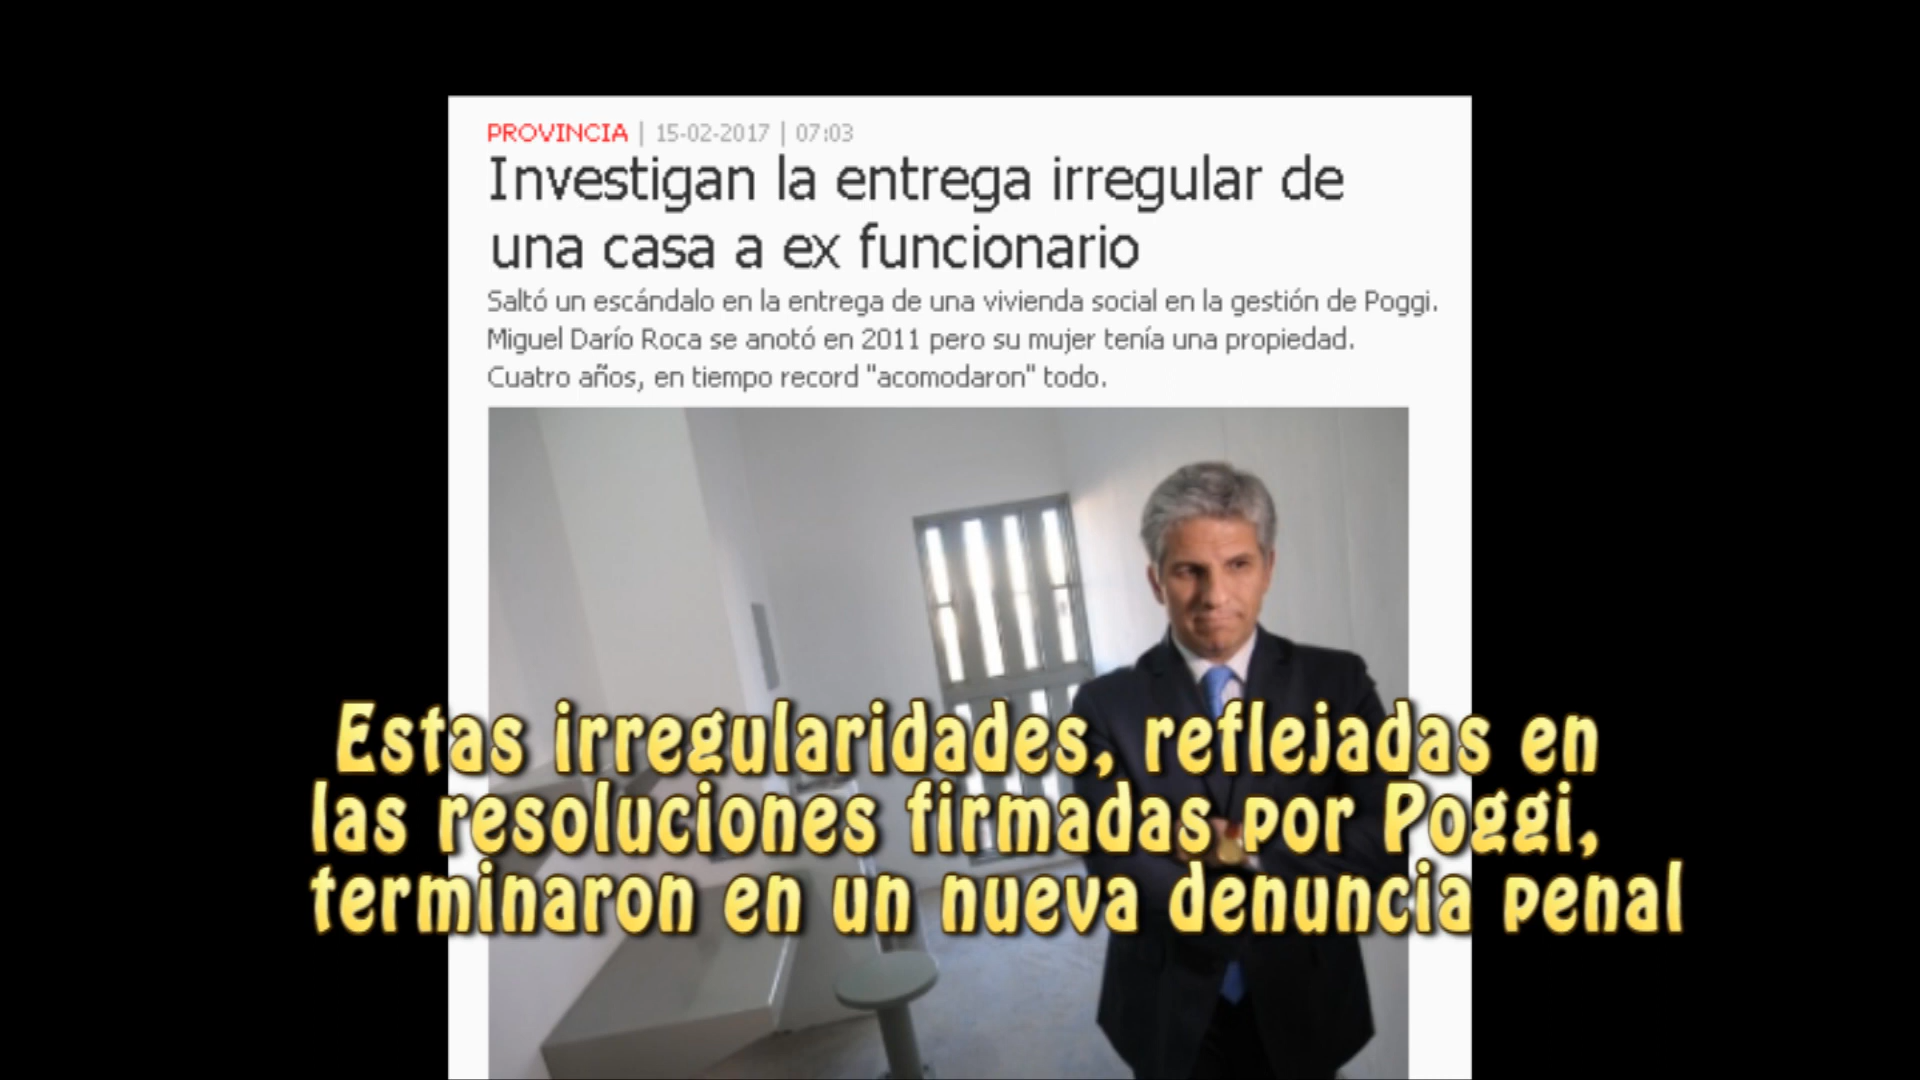 PROVINCIA | 15-02-2017 | 07:03
Investigan la entrega irregular de
una casa a ex funcionario
Saltó un escándalo en la entrega de una vivienda social en la gestión de Poggi.
Miguel Darío Roca se anotó en 2011 pero su mujer tenía una propiedad.
Cuatro años, en tiempo record "acomodaron" todo.
Estas irregularidades, reflejadas en
las resoluciones firmadas por Poggi,
terminaron en un nueva denuncia penal